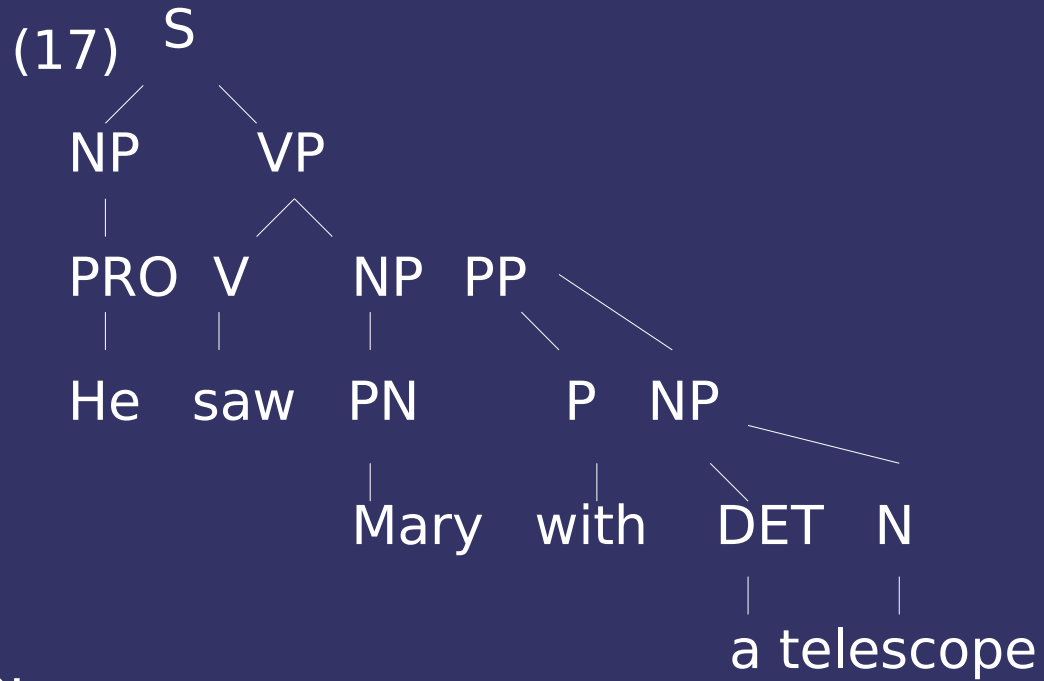 (17) S
NP VP
PRO V NP PP
He saw PN P NP
Mary with DET N
a telescope